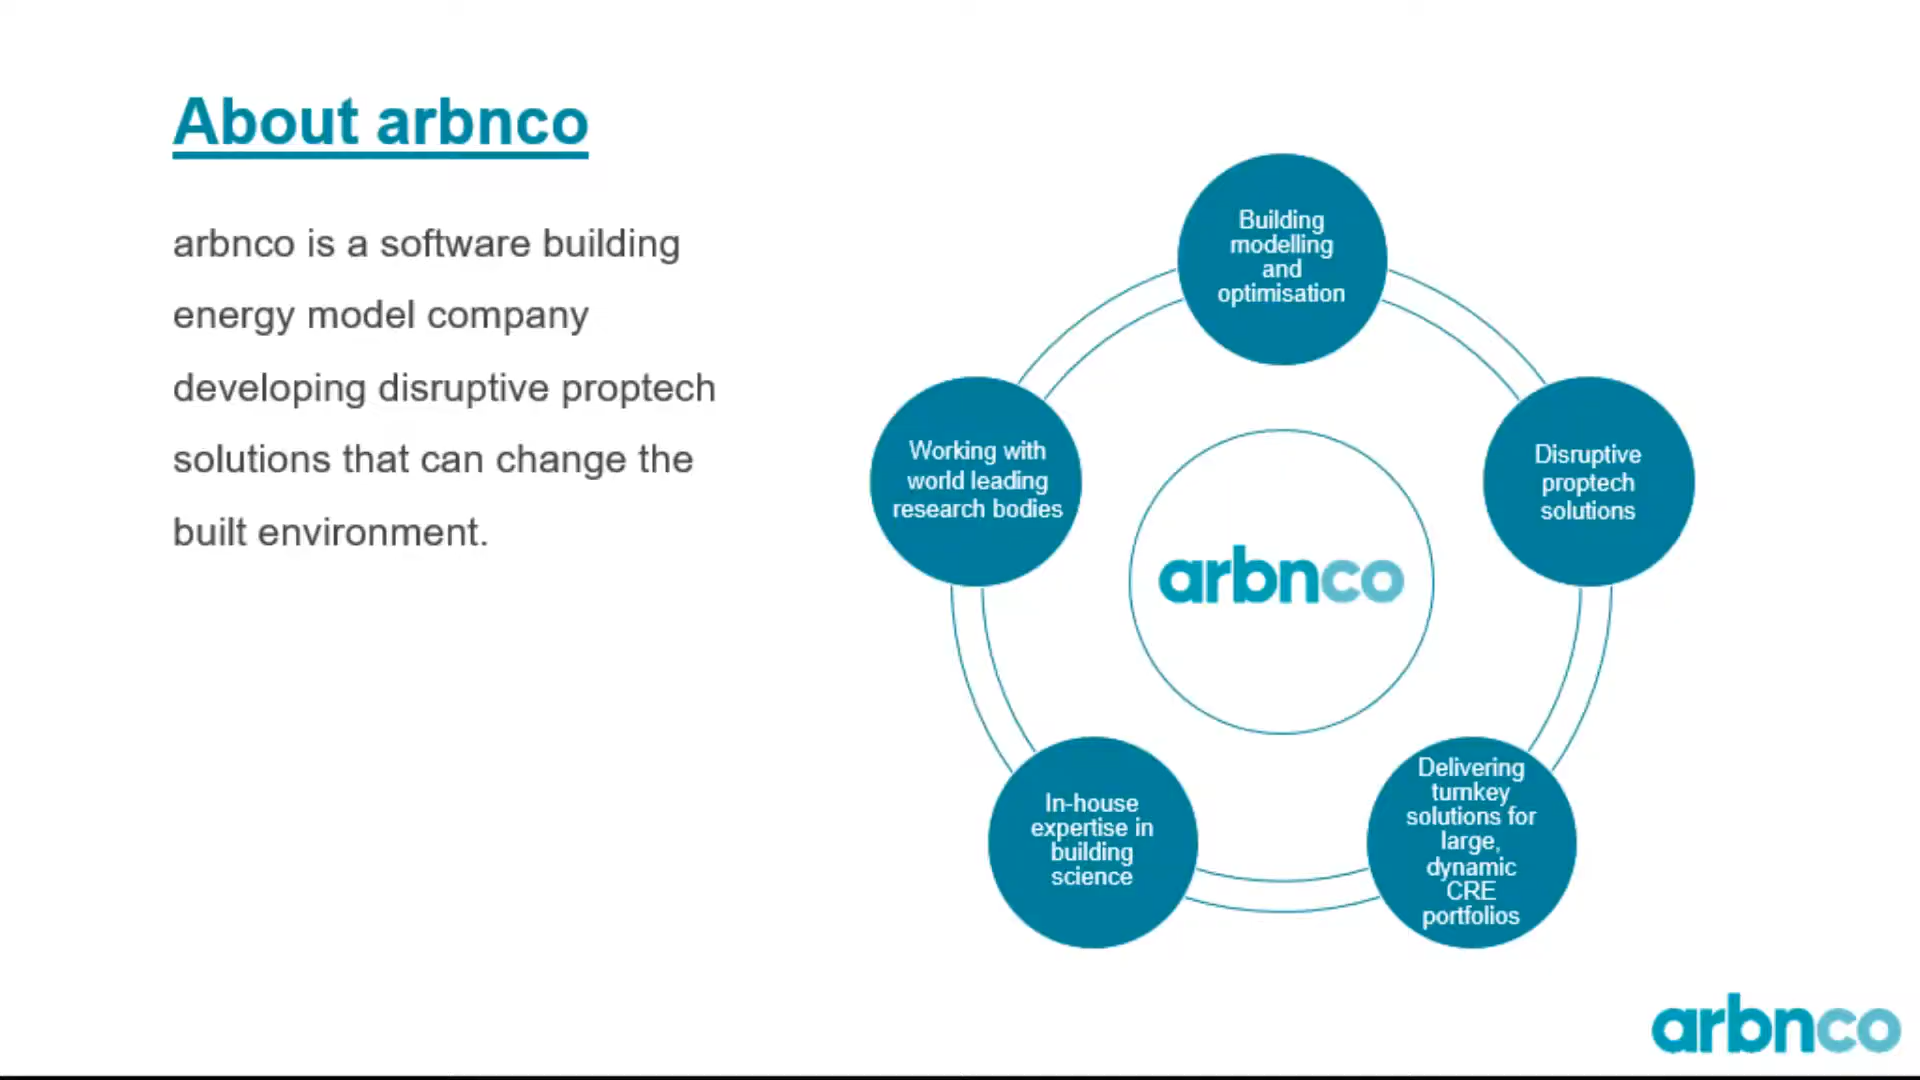 About arbnco
arbnco is a software building
energy model company
developing disruptive proptech
solutions that can change the
built environment.
Building
modelling
and
optimisation
Disruptive
proptech
solutions
Delivering
turnkey
solutions for
large,
dynamic
CRE
portfolios
In-house
expertise in
building
science
Working with
world leading
research bodies
arbnco
arbnco